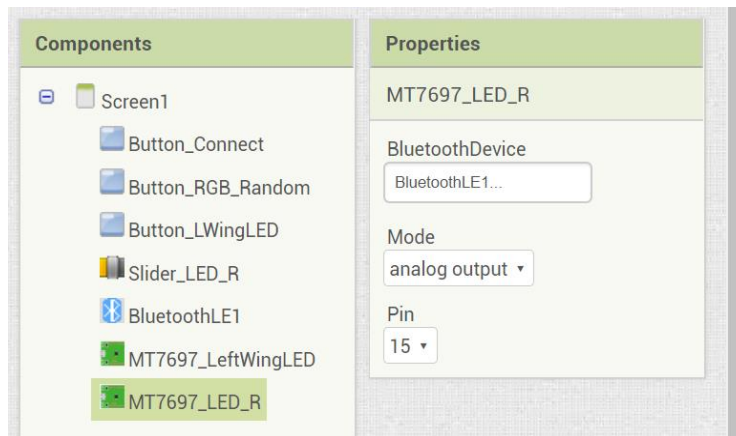 Components
Screen1
Button_Connect
Button_RGB_Random
Button_LWingLED
Slider_LED_R
BluetoothLE1
MT7697_LeftWingLED
MT7697_LED_R
Properties
MT7697_LED_R
BluetoothDevice
BluetoothLE1...
Mode
analog output
Pin
15